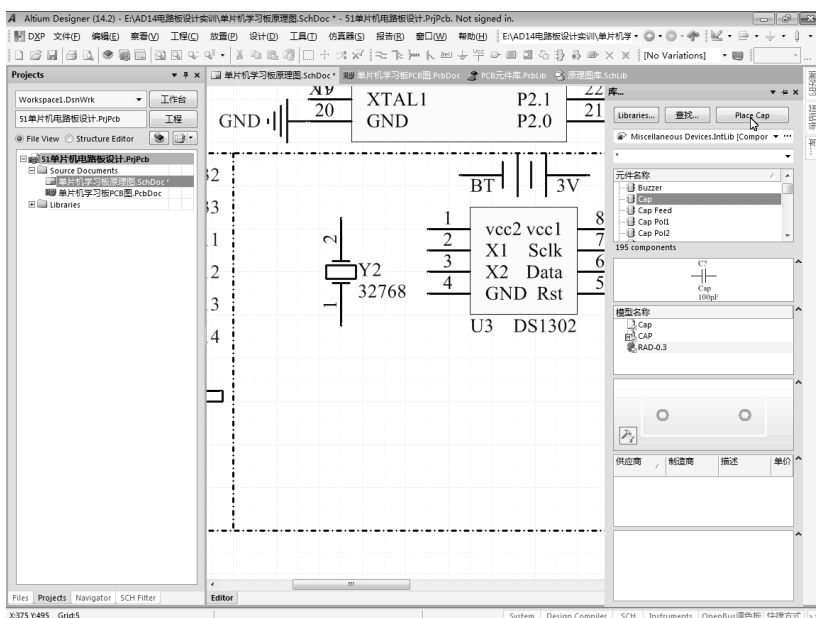 Altium Designer (14.2) - E:\AD14电路板设计实训\单片机学习板原理图.SchDoc * - 51单片机电路板设计.PrjPcb. Not signed in.
DXP 文件(F) 编辑(E) 察看(V) 工程(C) 放置(P) 设计(D) 工具(T) 仿真器(S) 报告(R) 窗口(W) 帮助(H) E:\AD14电路板设计实训\单片机学
[No Variations]
Projects
Workspace1.DsnWrk 工作台
51单片机电路板设计.PrjPcb 工程
File View Structure Editor
51单片机电路板设计.PrjPcb
Source Documents
单片机学习板原理图.SchDoc *
单片机学习板PCB图.PcbDoc
Libraries
Files Projects Navigator SCH Filter
单片机学习板原理图.SchDoc * 单片机学习板PCB图.PcbDoc PCB元件库.PcbLib 原理图库.SchLib
19 XTAL1 P2.1 22
GND 20 GND P2.0 21
32
33
BT 3V
1 vcc2 vcc1 8
2 X1 Sclk 7
3 X2 Data 6
4 GND Rst 5
U3 DS1302
2
Y2
32768
1
.1
.2
.3
.4
Editor
库...
Libraries... 查找... Place Cap
Miscellaneous Devices.IntLib [Compor
*
元件名称
Buzzer
Cap
Cap Feed
Cap Pol1
Cap Pol2
195 components
C?
Cap
100pF
模型名称
Cap
CAP
RAD-0.3
供应商 制造商 描述 单价
X:375 Y:495 Grid:5
System Design Compiler SCH Instruments OpenBus调色板 快捷方式 >>